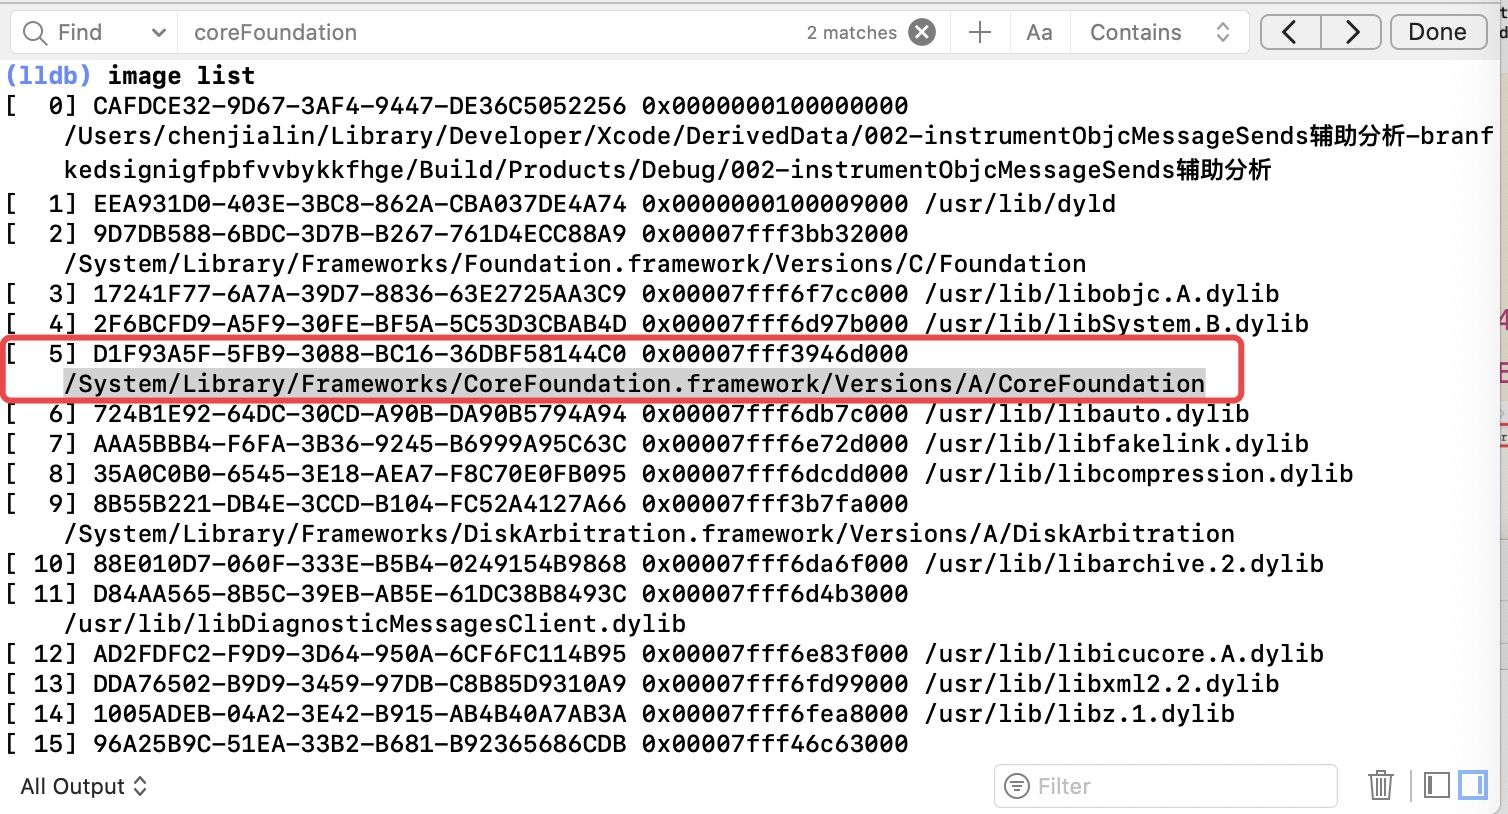 Find coreFoundation 2 matches Aa Contains Done
(lldb) image list
[  0] CAFDCE32-9D67-3AF4-9447-DE36C5052256 0x0000000100000000
/Users/chenjialin/Library/Developer/Xcode/DerivedData/002-instrumentObjcMessageSends辅助分析-branf
kedsignigfpbfvvbykkfhge/Build/Products/Debug/002-instrumentObjcMessageSends辅助分析
[  1] EEA931D0-403E-3BC8-862A-CBA037DE4A74 0x0000000100009000 /usr/lib/dyld
[  2] 9D7DB588-6BDC-3D7B-B267-761D4ECC88A9 0x00007fff3bb32000
/System/Library/Frameworks/Foundation.framework/Versions/C/Foundation
[  3] 17241F77-6A7A-39D7-8836-63E2725AA3C9 0x00007fff6f7cc000 /usr/lib/libobjc.A.dylib
[  4] 2F6BCFD9-A5F9-30FE-BF5A-5C53D3CBAB4D 0x00007fff6d97b000 /usr/lib/libSystem.B.dylib
[  5] D1F93A5F-5FB9-3088-BC16-36DBF58144C0 0x00007fff3946d000
/System/Library/Frameworks/CoreFoundation.framework/Versions/A/CoreFoundation
[  6] 724B1E92-64DC-30CD-A90B-DA90B5794A94 0x00007fff6db7c000 /usr/lib/libauto.dylib
[  7] AAA5BBB4-F6FA-3B36-9245-B6999A95C63C 0x00007fff6e72d000 /usr/lib/libfakelink.dylib
[  8] 35A0C0B0-6545-3E18-AEA7-F8C70E0FB095 0x00007fff6dcdd000 /usr/lib/libcompression.dylib
[  9] 8B55B221-DB4E-3CCD-B104-FC52A4127A66 0x00007fff3b7fa000
/System/Library/Frameworks/DiskArbitration.framework/Versions/A/DiskArbitration
[ 10] 88E010D7-060F-333E-B5B4-0249154B9868 0x00007fff6da6f000 /usr/lib/libarchive.2.dylib
[ 11] D84AA565-8B5C-39EB-AB5E-61DC38B8493C 0x00007fff6d4b3000
/usr/lib/libDiagnosticMessagesClient.dylib
[ 12] AD2FDFC2-F9D9-3D64-950A-6CF6FC114B95 0x00007fff6e83f000 /usr/lib/libicucore.A.dylib
[ 13] DDA76502-B9D9-3459-97DB-C8B85D9310A9 0x00007fff6fd99000 /usr/lib/libxml2.2.dylib
[ 14] 1005ADEB-04A2-3E42-B915-AB4B40A7AB3A 0x00007fff6fea8000 /usr/lib/libz.1.dylib
[ 15] 96A25B9C-51EA-33B2-B681-B92365686CDB 0x00007fff46c63000
All Output Filter